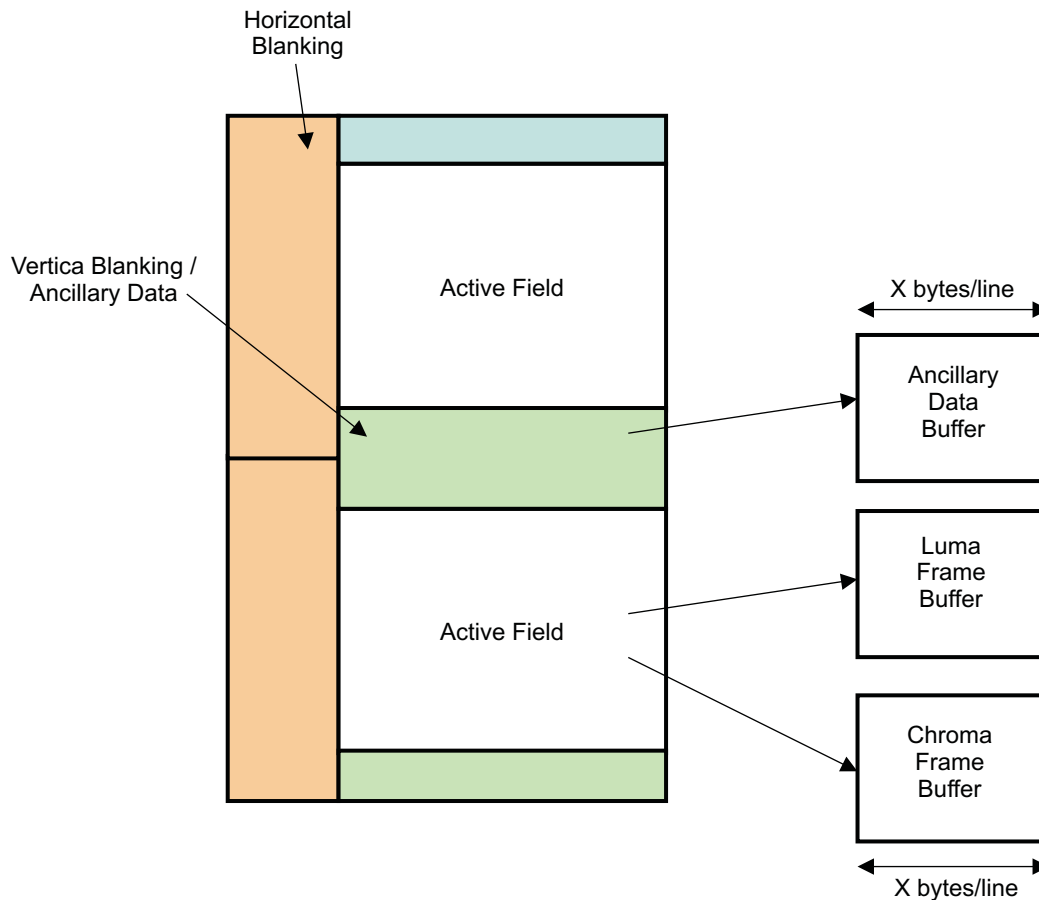 Horizontal
Blanking
Vertica Blanking /
Ancillary Data
Active Field
X bytes/line
Ancillary
Data
Buffer
Luma
Frame
Buffer
Active Field
Chroma
Frame
Buffer
X bytes/line